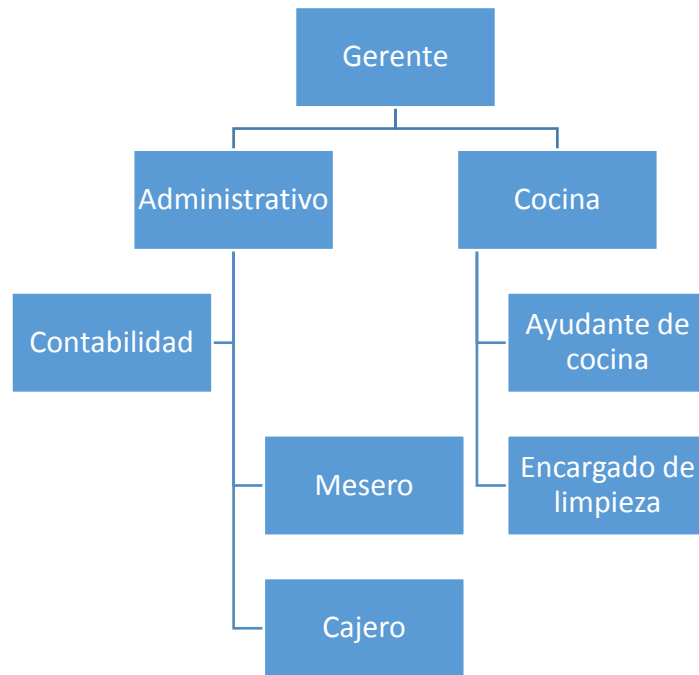 Gerente
Administrativo
Cocina
Contabilidad
Ayudante de
cocina
Mesero
Encargado de
limpieza
Cajero